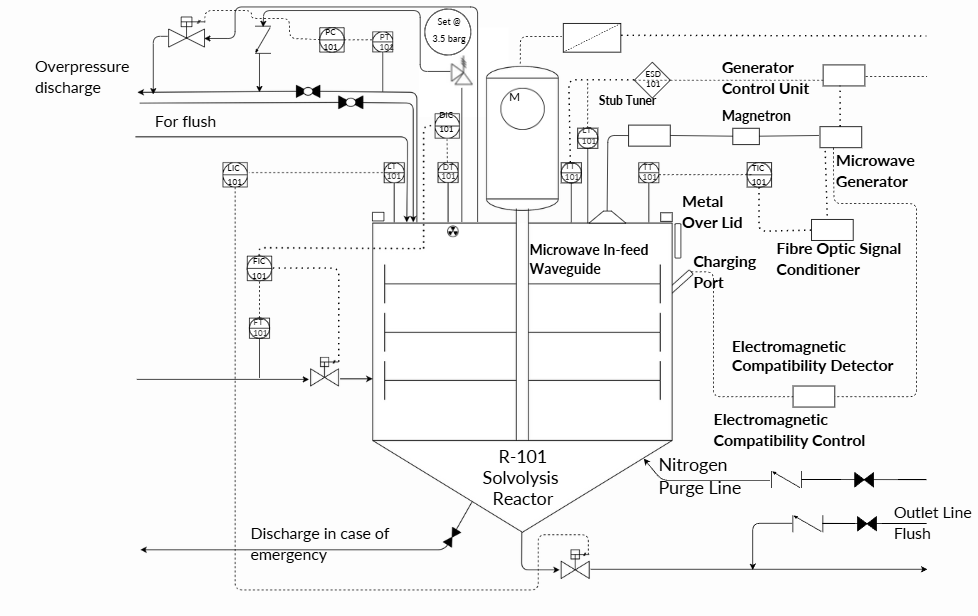 Set @
3.5 barg
PC
101
PT
101
Overpressure
discharge
M
ESD
101
Generator
Control Unit
Stub Tuner
Magnetron
For flush
DIC
101
LT
101
Microwave
Generator
LIC
101
LT
101
DT
101
TT
101
TT
101
TIC
101
Metal
Over Lid
Microwave In-feed
Waveguide
Fibre Optic Signal
Conditioner
Charging
Port
FIC
101
FT
101
Electromagnetic
Compatibility Detector
Electromagnetic
Compatibility Control
R-101
Solvolysis
Reactor
Nitrogen
Purge Line
Outlet Line
Flush
Discharge in case of
emergency